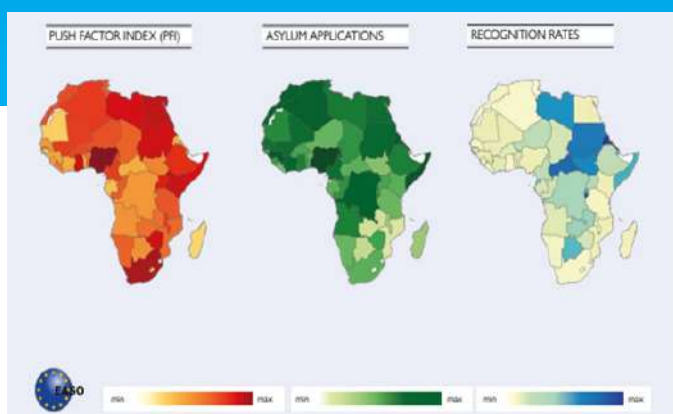 PUSH FACTOR INDEX (PFI)
ASYLUM APPLICATIONS
RECOGNITION RATES
EASO
min
max
min
max
min
max